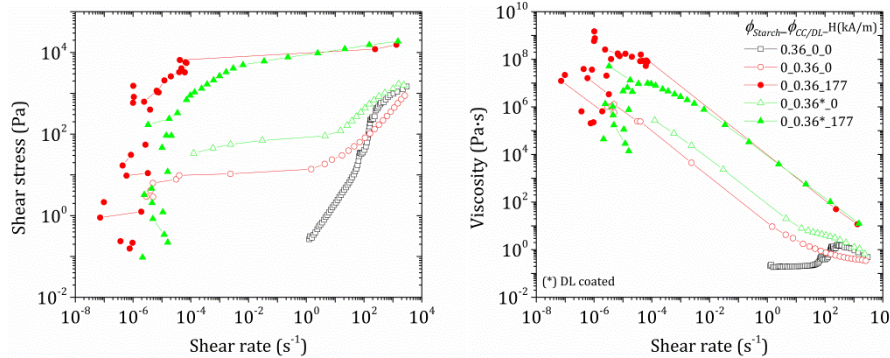 10^6
10^4
10^2
10^0
10^-2
Shear stress (Pa)
10^-8 10^-6 10^-4 10^-2 10^0 10^2 10^4
Shear rate (s^-1)
10^10
10^8
10^6
10^4
10^2
10^0
10^-2
Viscosity (Pa·s)
ϕ_Starch_ϕ_CC/DL_H(kA/m)
0.36_0_0
0_0.36_0
0_0.36_177
0_0.36*_0
0_0.36*_177
(*) DL coated
10^-8 10^-6 10^-4 10^-2 10^0 10^2 10^4
Shear rate (s^-1)